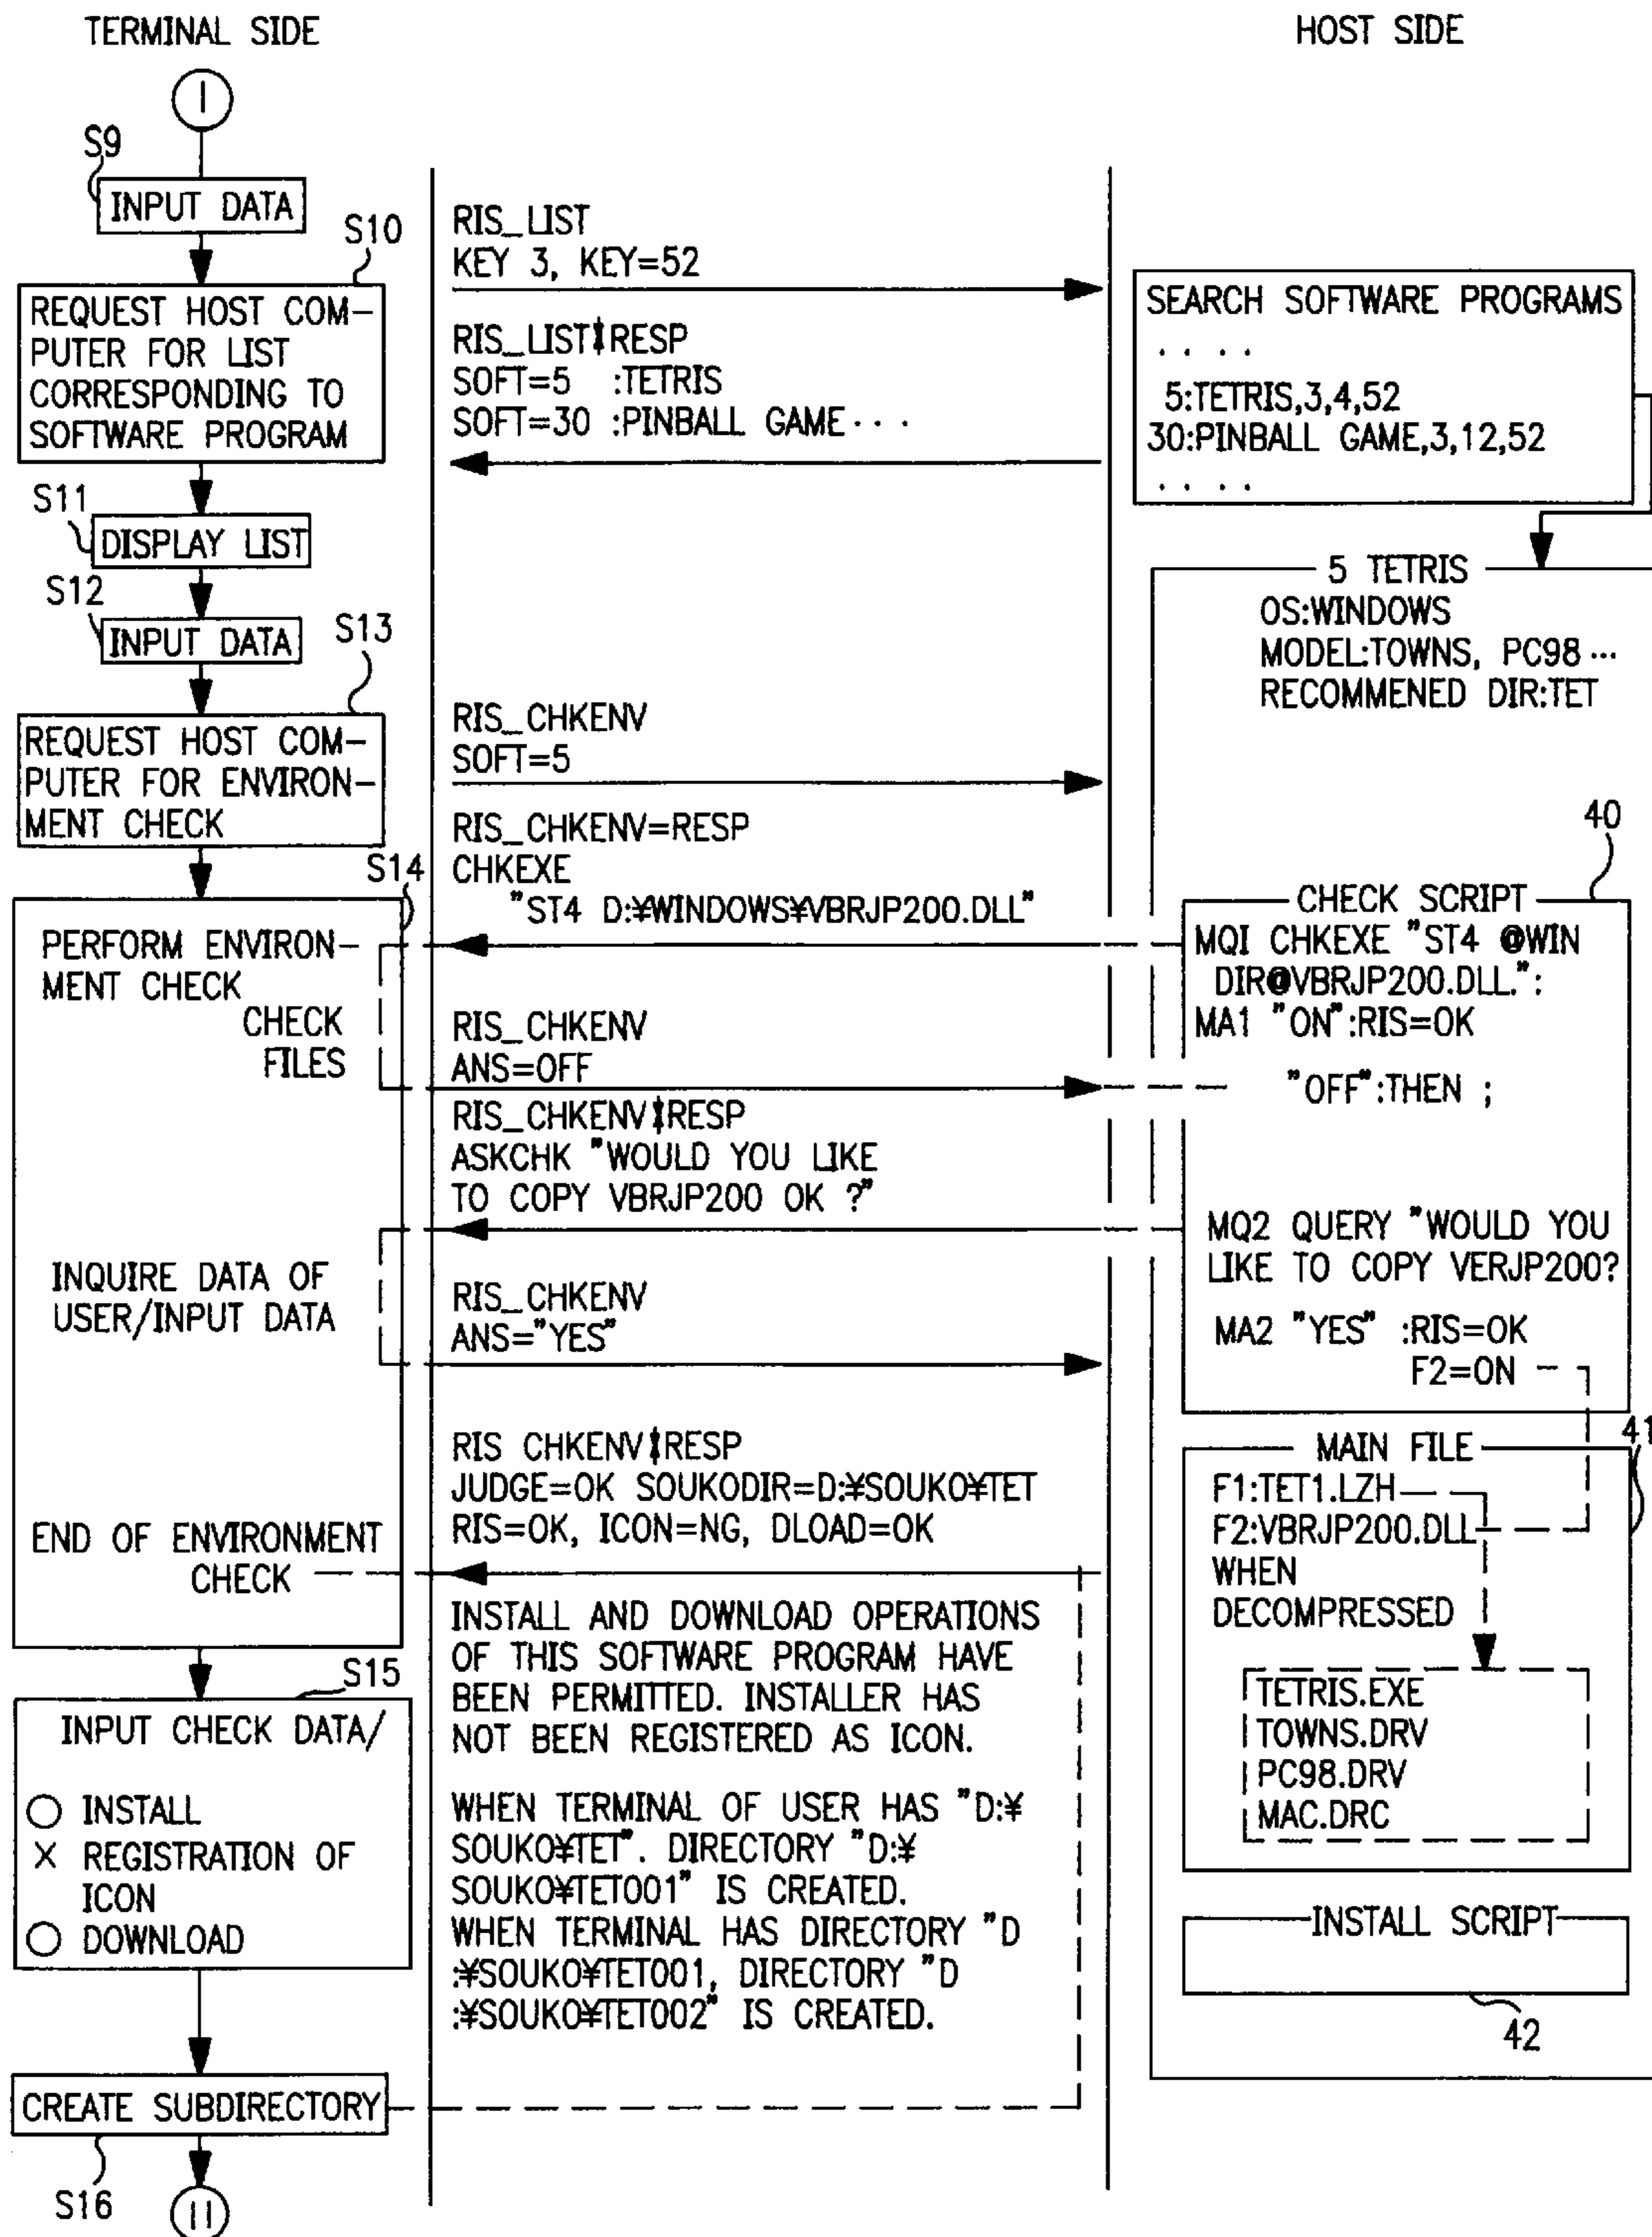 TERMINAL SIDE
I
S9
INPUT DATA
S10
REQUEST HOST COM-
PUTER FOR LIST
CORRESPONDING TO
SOFTWARE PROGRAM
S11
DISPLAY LIST
S12
INPUT DATA
S13
REQUEST HOST COM-
PUTER FOR ENVIRON-
MENT CHECK
S14
PERFORM ENVIRON-
MENT CHECK
CHECK
FILES
INQUIRE DATA OF
USER/INPUT DATA
END OF ENVIRONMENT
CHECK
S15
INPUT CHECK DATA/
○ INSTALL
X REGISTRATION OF
ICON
○ DOWNLOAD
CREATE SUBDIRECTORY
S16
II
RIS_LIST
KEY 3, KEY=52
RIS_LIST‡RESP
SOFT=5 :TETRIS
SOFT=30 :PINBALL GAME···
RIS_CHKENV
SOFT=5
RIS_CHKENV=RESP
CHKEXE
"ST4 D:¥WINDOWS¥VBRJP200.DLL"
RIS_CHKENV
ANS=OFF
RIS_CHKENV‡RESP
ASKCHK "WOULD YOU LIKE
TO COPY VBRJP200 OK ?"
RIS_CHKENV
ANS="YES"
RIS CHKENV‡RESP
JUDGE=OK SOUKODIR=D:¥SOUKO¥TET
RIS=OK, ICON=NG, DLOAD=OK
INSTALL AND DOWNLOAD OPERATIONS
OF THIS SOFTWARE PROGRAM HAVE
BEEN PERMITTED. INSTALLER HAS
NOT BEEN REGISTERED AS ICON.
WHEN TERMINAL OF USER HAS "D:¥
SOUKO¥TET". DIRECTORY "D:¥
SOUKO¥TET001" IS CREATED.
WHEN TERMINAL HAS DIRECTORY "D
:¥SOUKO¥TET001, DIRECTORY "D
:¥SOUKO¥TET002" IS CREATED.
HOST SIDE
SEARCH SOFTWARE PROGRAMS
....
5:TETRIS,3,4,52
30:PINBALL GAME,3,12,52
....
5 TETRIS
OS:WINDOWS
MODEL:TOWNS, PC98···
RECOMMENED DIR:TET
40
CHECK SCRIPT
MQI CHKEXE "ST4 @WIN
DIR@VBRJP200.DLL.":
MA1 "ON":RIS=OK
"OFF":THEN ;
MQ2 QUERY "WOULD YOU
LIKE TO COPY VERJP200?
MA2 "YES" :RIS=OK
F2=ON
41
MAIN FILE
F1:TET1.LZH
F2:VBRJP200.DLL
WHEN
DECOMPRESSED
TETRIS.EXE
TOWNS.DRV
PC98.DRV
MAC.DRC
INSTALL SCRIPT
42